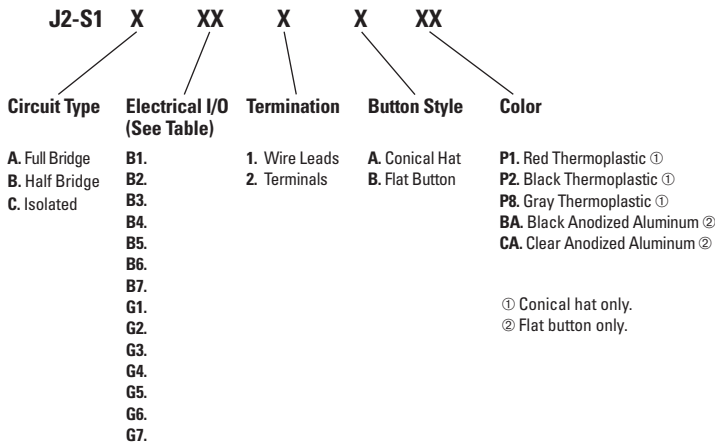 J2-S1 X XX X X XX
Circuit Type
A. Full Bridge
B. Half Bridge
C. Isolated
Electrical I/O
(See Table)
B1.
B2.
B3.
B4.
B5.
B6.
B7.
G1.
G2.
G3.
G4.
G5.
G6.
G7.
Termination
1. Wire Leads
2. Terminals
Button Style
A. Conical Hat
B. Flat Button
Color
P1. Red Thermoplastic ①
P2. Black Thermoplastic ①
P8. Gray Thermoplastic ①
BA. Black Anodized Aluminum ②
CA. Clear Anodized Aluminum ②
① Conical hat only.
② Flat button only.